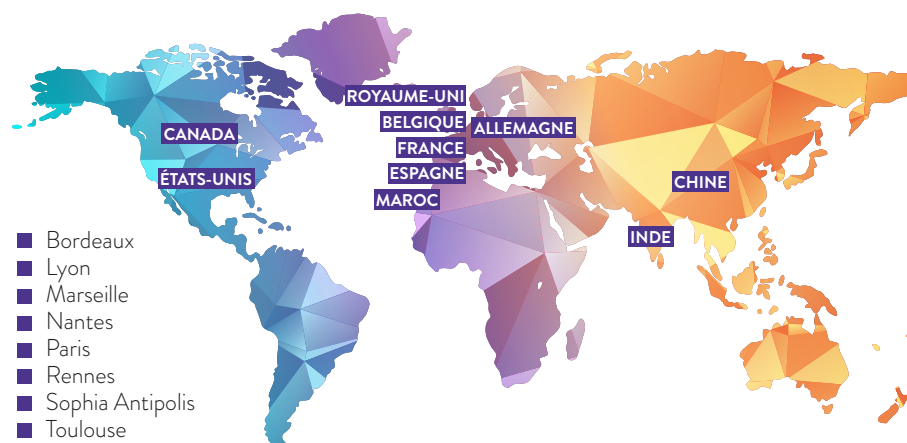 ROYAUME-UNI
BELGIQUE
ALLEMAGNE
CANADA
FRANCE
ESPAGNE
ÉTATS-UNIS
CHINE
MAROC
INDE
Bordeaux
Lyon
Marseille
Nantes
Paris
Rennes
Sophia Antipolis
Toulouse